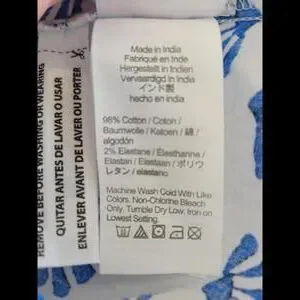 Made in India
Fabriqué en Inde
Hergestellt in Indien
Vervaardigd in Indien
インド製
hecho en india
98% Cotton / Coton /
Baumwolle / Katoen / 綿 /
algodón
2% Elastane / Élasthanne /
Elastan / Elastaan / ポリウ
レタン / elastano
Machine Wash Cold With Like
Colors. Non-Chlorine Bleach
Only. Tumble Dry Low. Iron on
Lowest Setting.
REMOVE BEFORE WASHING OR WEARING
QUITAR ANTES DE LAVAR O USAR
ENLEVER AVANT DE LAVER OU PORTER